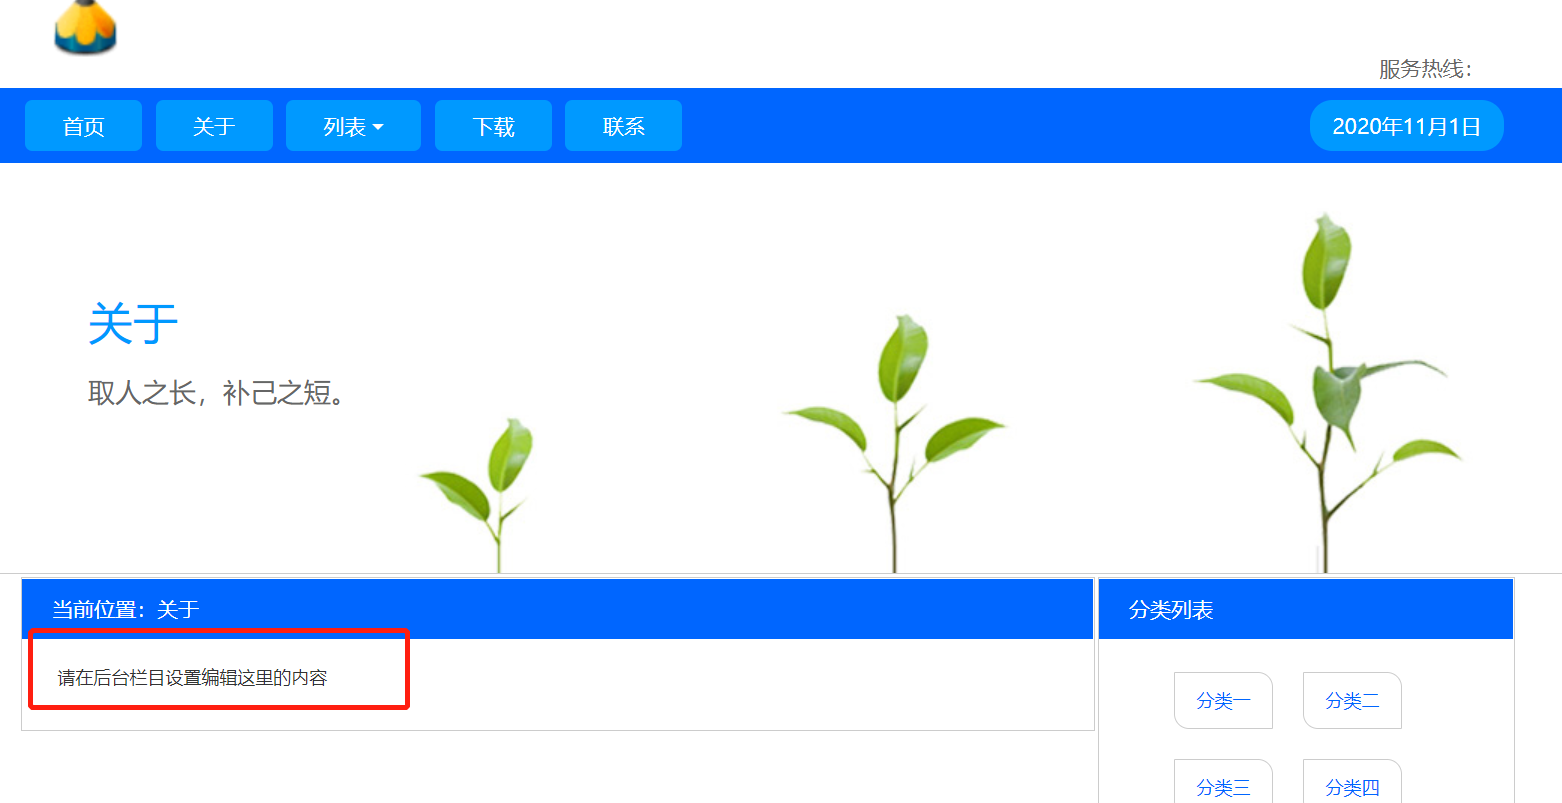 服务热线：
首页 关于 列表 下载 联系 2020年11月1日
关于
取人之长，补己之短。
当前位置：关于
分类列表
请在后台栏目设置编辑这里的内容
分类一 分类二
分类三 分类四